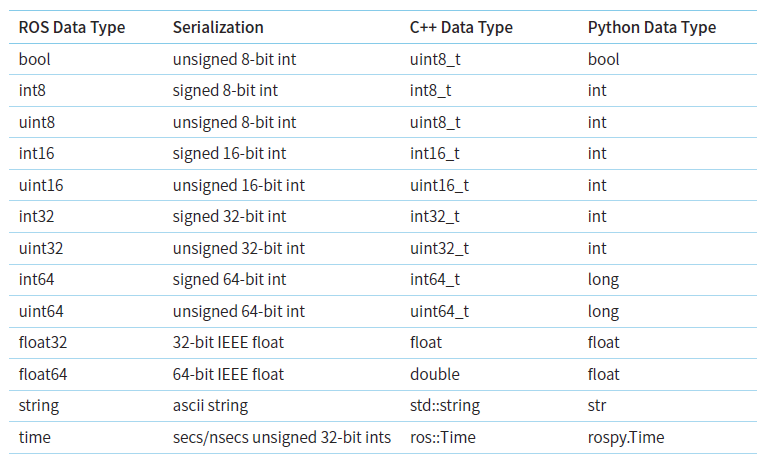 ROS Data Type Serialization C++ Data Type Python Data Type
bool unsigned 8-bit int uint8_t bool
int8 signed 8-bit int int8_t int
uint8 unsigned 8-bit int uint8_t int
int16 signed 16-bit int int16_t int
uint16 unsigned 16-bit int uint16_t int
int32 signed 32-bit int int32_t int
uint32 unsigned 32-bit int uint32_t int
int64 signed 64-bit int int64_t long
uint64 unsigned 64-bit int uint64_t long
float32 32-bit IEEE float float float
float64 64-bit IEEE float double float
string ascii string std::string str
time secs/nsecs unsigned 32-bit ints ros::Time rospy.Time